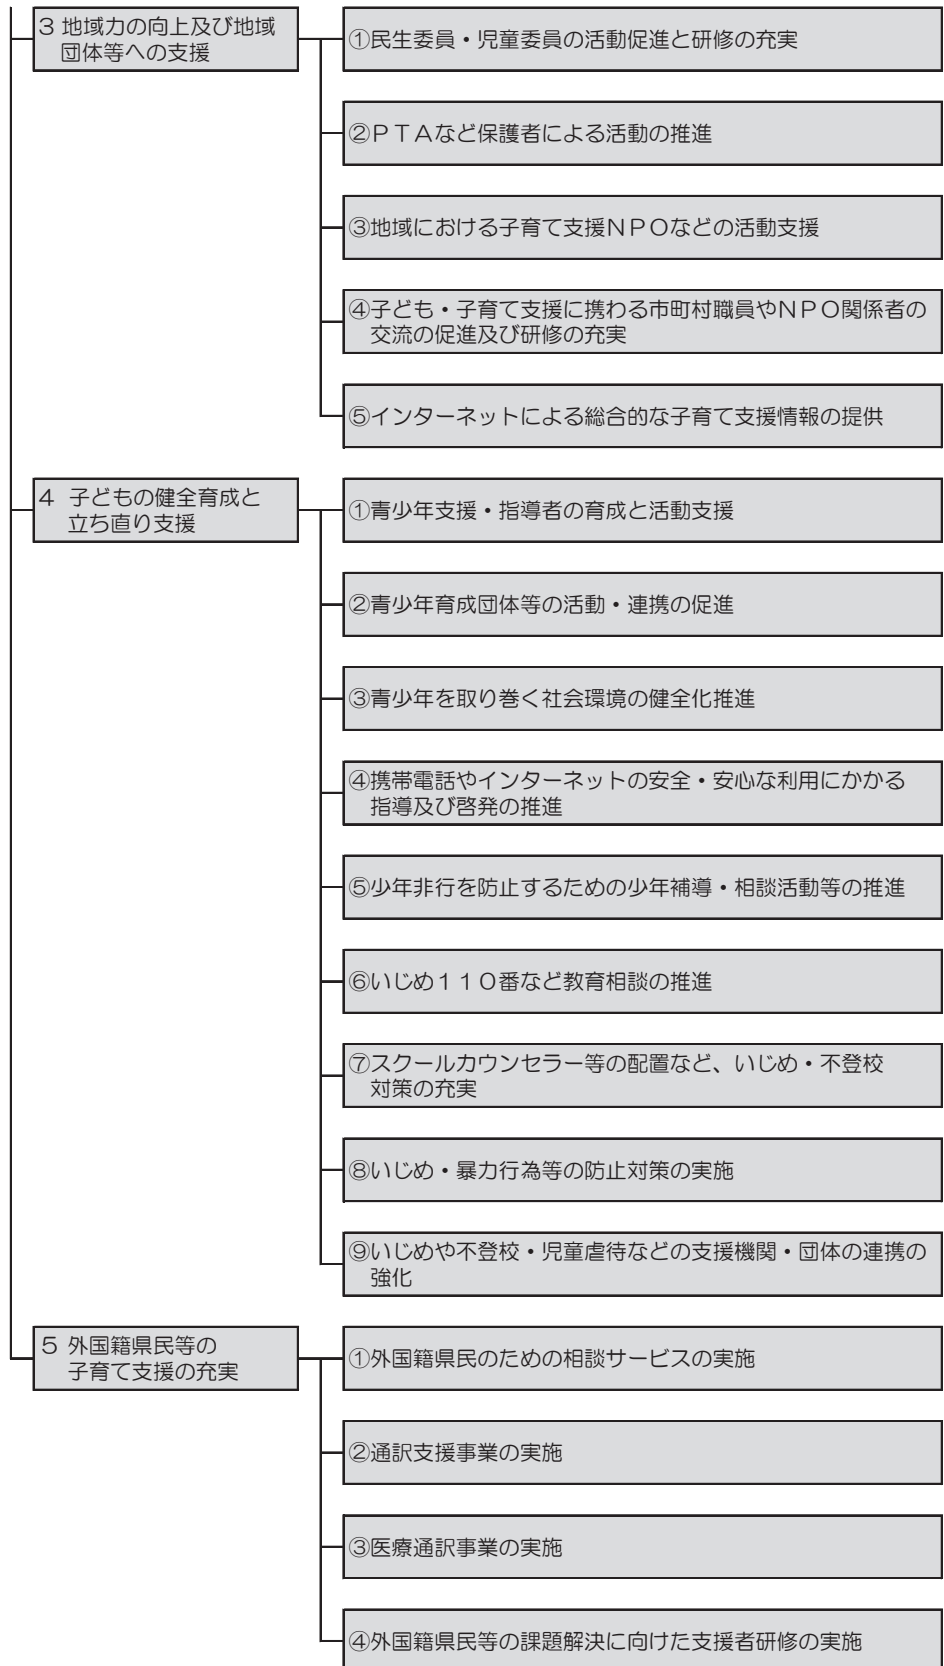 ３ 地域力の向上及び地域
団体等への支援
①民生委員・児童委員の活動促進と研修の充実
②ＰＴＡなど保護者による活動の推進
③地域における子育て支援ＮＰＯなどの活動支援
④子ども・子育て支援に携わる市町村職員やＮＰＯ関係者の
交流の促進及び研修の充実
⑤インターネットによる総合的な子育て支援情報の提供
４ 子どもの健全育成と
立ち直り支援
①青少年支援・指導者の育成と活動支援
②青少年育成団体等の活動・連携の促進
③青少年を取り巻く社会環境の健全化推進
④携帯電話やインターネットの安全・安心な利用にかかる
指導及び啓発の推進
⑤少年非行を防止するための少年補導・相談活動等の推進
⑥いじめ１１０番など教育相談の推進
⑦スクールカウンセラー等の配置など、いじめ・不登校
対策の充実
⑧いじめ・暴力行為等の防止対策の実施
⑨いじめや不登校・児童虐待などの支援機関・団体の連携の
強化
５ 外国籍県民等の
子育て支援の充実
①外国籍県民のための相談サービスの実施
②通訳支援事業の実施
③医療通訳事業の実施
④外国籍県民等の課題解決に向けた支援者研修の実施